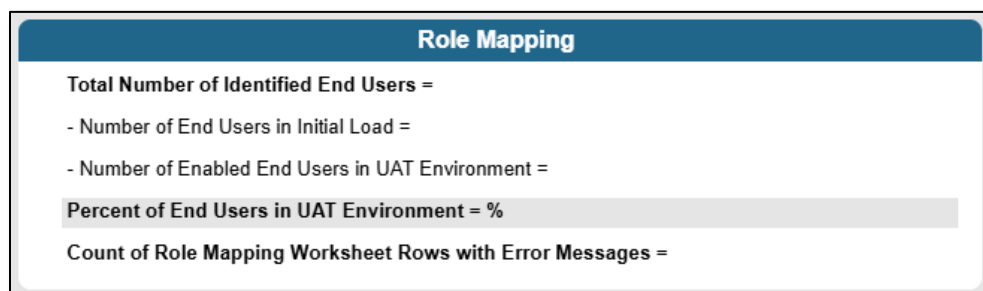 Role Mapping
Total Number of Identified End Users =
- Number of End Users in Initial Load =
- Number of Enabled End Users in UAT Environment =
Percent of End Users in UAT Environment = %
Count of Role Mapping Worksheet Rows with Error Messages =